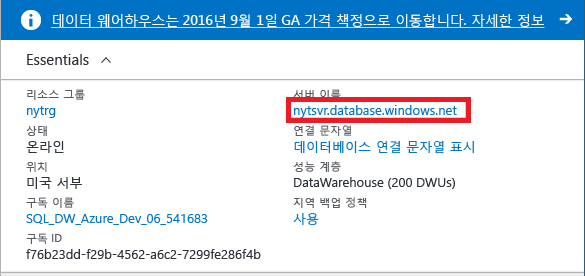 데이터 웨어하우스는 2016년 9월 1일 GA 가격 책정으로 이동합니다. 자세한 정보
Essentials
리소스 그룹
nytrg
상태
온라인
위치
미국 서부
구독 이름
SQL_DW_Azure_Dev_06_541683
구독 ID
f76b23dd-f29b-4562-a6c2-7299fe286f4b
서버 이름
nytsvr.database.windows.net
연결 문자열
데이터베이스 연결 문자열 표시
성능 계층
DataWarehouse (200 DWUs)
지역 백업 정책
사용